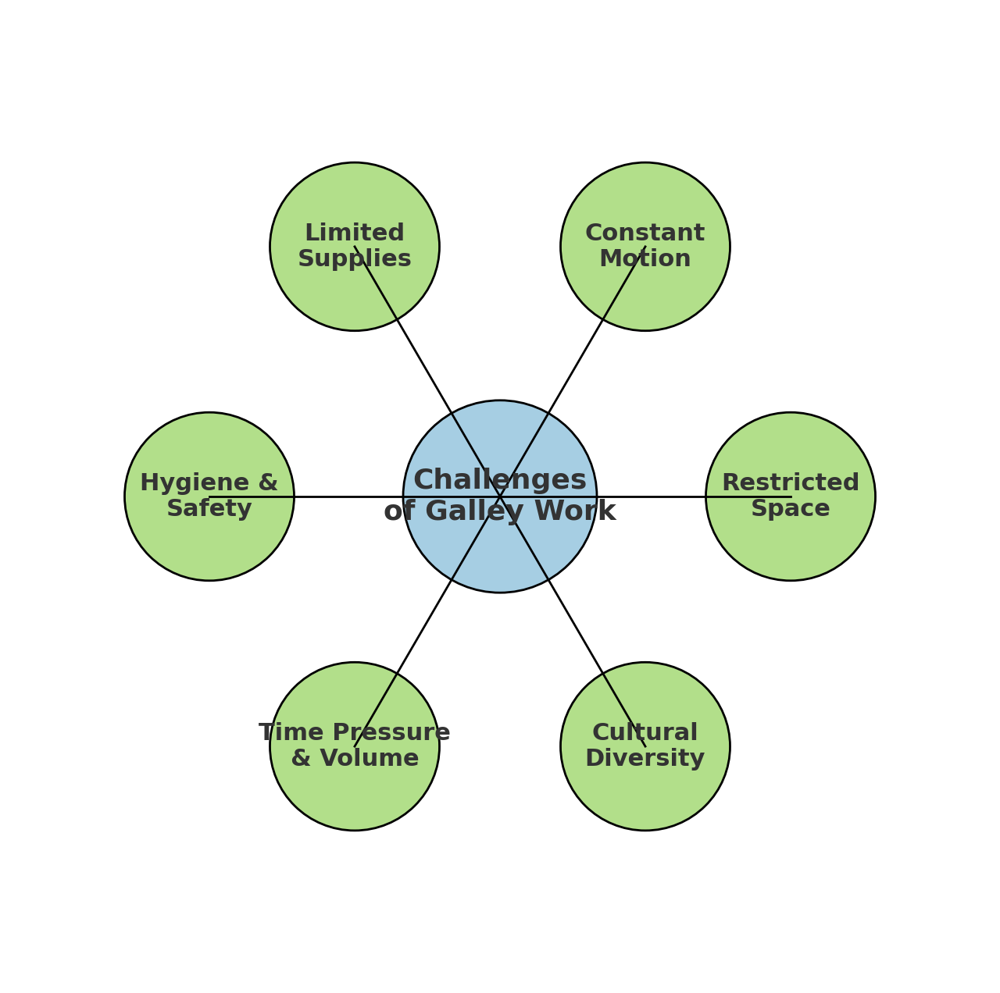 Limited
Supplies
Constant
Motion
Hygiene &
Safety
Challenges
of Galley Work
Restricted
Space
Time Pressure
& Volume
Cultural
Diversity